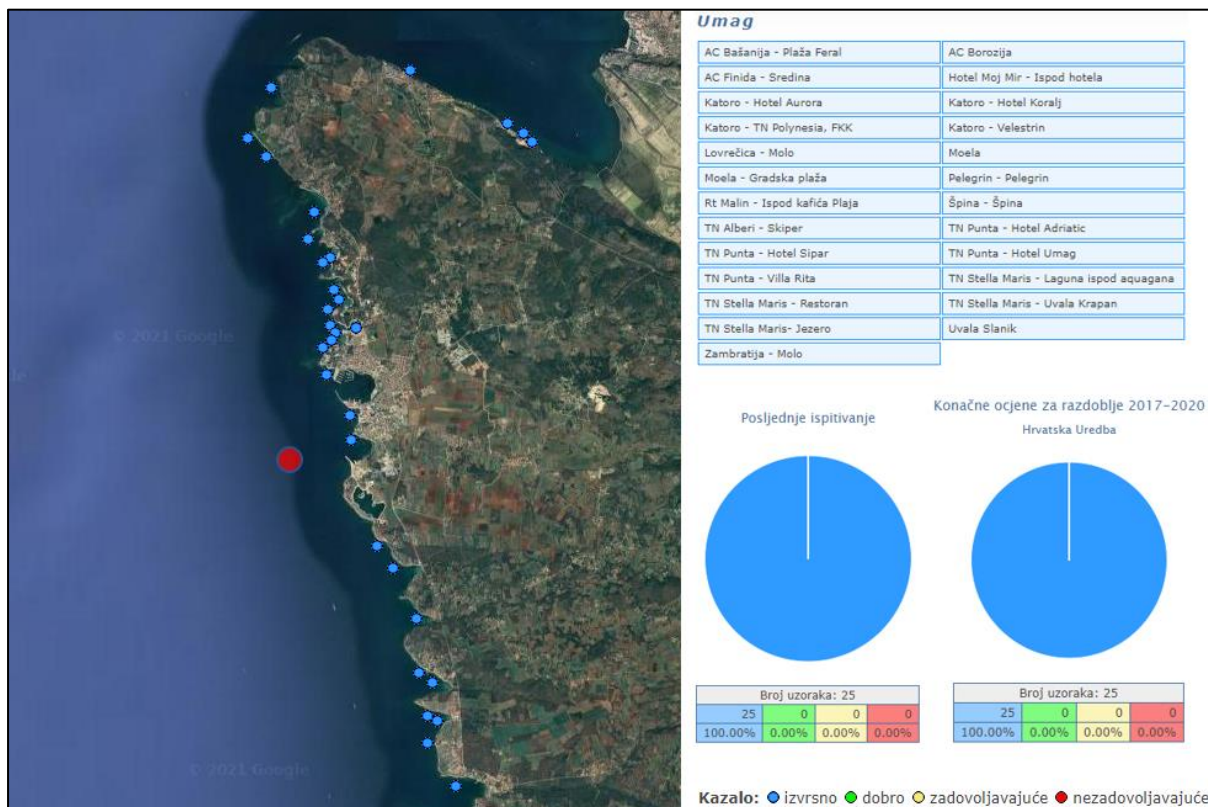 Umag
AC Bašanija - Plaža Feral AC Borozija
AC Finida - Sredina Hotel Moj Mir - Ispod hotela
Katoro - Hotel Aurora Katoro - Hotel Koralj
Katoro - TN Polynesia, FKK Katoro - Velestrin
Lovrečica - Molo Moela
Moela - Gradska plaža Pelegrin - Pelegrin
Rt Malin - Ispod kafića Plaja Špina - Špina
TN Alberi - Skiper TN Punta - Hotel Adriatic
TN Punta - Hotel Sipar TN Punta - Hotel Umag
TN Punta - Villa Rita TN Stella Maris - Laguna ispod aquagana
TN Stella Maris - Restoran TN Stella Maris - Uvala Krapan
TN Stella Maris- Jezero Uvala Slanik
Zambratija - Molo
© 2021 Google
© 2021 Google
Posljednje ispitivanje
Konačne ocjene za razdoblje 2017-2020
Hrvatska Uredba
Broj uzoraka: 25
25 0 0 0
100.00% 0.00% 0.00% 0.00%
Broj uzoraka: 25
25 0 0 0
100.00% 0.00% 0.00% 0.00%
Kazalo: izvrsno dobro zadovoljavajuće nezadovoljavajuće